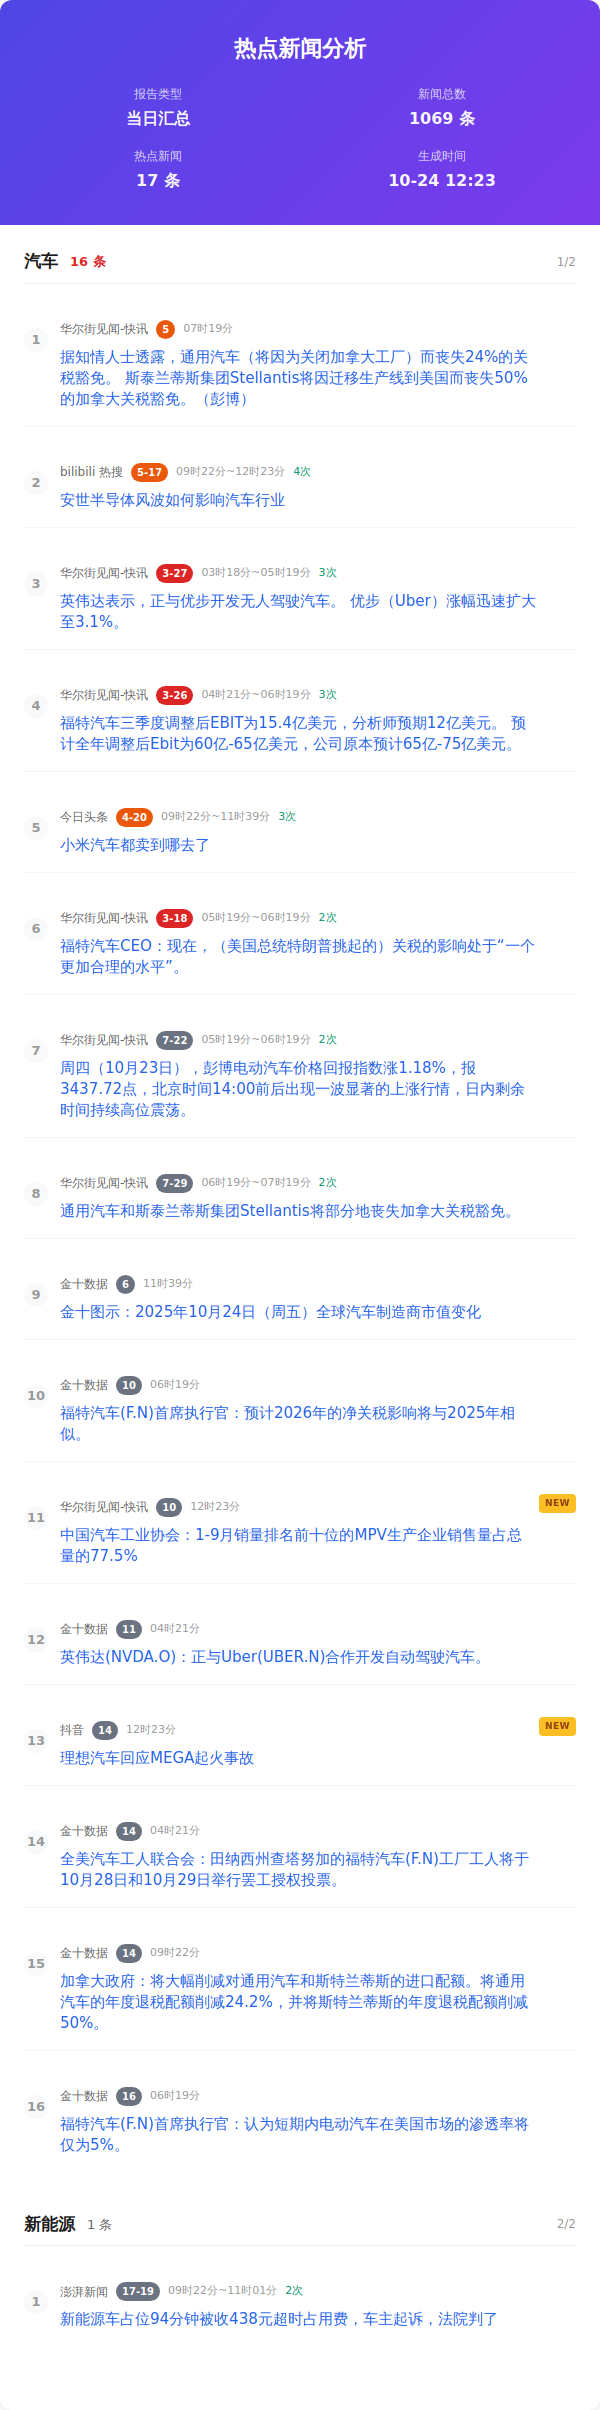 热点新闻分析
报告类型
新闻总数
当日汇总
1069 条
热点新闻
生成时间
17 条
10-24 12:23
汽车 16 条 1/2
1 华尔街见闻-快讯 5 07时19分
据知情人士透露，通用汽车（将因为关闭加拿大工厂）而丧失24%的关
税豁免。 斯泰兰蒂斯集团Stellantis将因迁移生产线到美国而丧失50%
的加拿大关税豁免。（彭博）
2 bilibili 热搜 5-17 09时22分~12时23分 4次
安世半导体风波如何影响汽车行业
3 华尔街见闻-快讯 3-27 03时18分~05时19分 3次
英伟达表示，正与优步开发无人驾驶汽车。 优步（Uber）涨幅迅速扩大
至3.1%。
4 华尔街见闻-快讯 3-26 04时21分~06时19分 3次
福特汽车三季度调整后EBIT为15.4亿美元，分析师预期12亿美元。 预
计全年调整后Ebit为60亿-65亿美元，公司原本预计65亿-75亿美元。
5 今日头条 4-20 09时22分~11时39分 3次
小米汽车都卖到哪去了
6 华尔街见闻-快讯 3-18 05时19分~06时19分 2次
福特汽车CEO：现在，（美国总统特朗普挑起的）关税的影响处于“一个
更加合理的水平”。
7 华尔街见闻-快讯 7-22 05时19分~06时19分 2次
周四（10月23日），彭博电动汽车价格回报指数涨1.18%，报
3437.72点，北京时间14:00前后出现一波显著的上涨行情，日内剩余
时间持续高位震荡。
8 华尔街见闻-快讯 7-29 06时19分~07时19分 2次
通用汽车和斯泰兰蒂斯集团Stellantis将部分地丧失加拿大关税豁免。
9 金十数据 6 11时39分
金十图示：2025年10月24日（周五）全球汽车制造商市值变化
10 金十数据 10 06时19分
福特汽车(F.N)首席执行官：预计2026年的净关税影响将与2025年相
似。
11 华尔街见闻-快讯 10 12时23分 NEW
中国汽车工业协会：1-9月销量排名前十位的MPV生产企业销售量占总
量的77.5%
12 金十数据 11 04时21分
英伟达(NVDA.O)：正与Uber(UBER.N)合作开发自动驾驶汽车。
13 抖音 14 12时23分 NEW
理想汽车回应MEGA起火事故
14 金十数据 14 04时21分
全美汽车工人联合会：田纳西州查塔努加的福特汽车(F.N)工厂工人将于
10月28日和10月29日举行罢工授权投票。
15 金十数据 14 09时22分
加拿大政府：将大幅削减对通用汽车和斯特兰蒂斯的进口配额。将通用
汽车的年度退税配额削减24.2%，并将斯特兰蒂斯的年度退税配额削减
50%。
16 金十数据 16 06时19分
福特汽车(F.N)首席执行官：认为短期内电动汽车在美国市场的渗透率将
仅为5%。
新能源 1 条 2/2
1 澎湃新闻 17-19 09时22分~11时01分 2次
新能源车占位94分钟被收438元超时占用费，车主起诉，法院判了